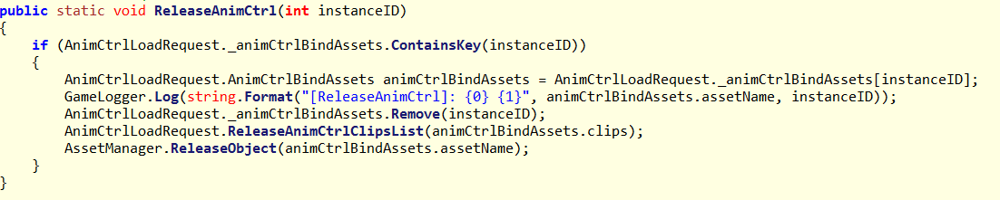 public static void ReleaseAnimCtrl(int instanceID)
{
if (AnimCtrlLoadRequest._animCtrlBindAssets.ContainsKey(instanceID))
{
AnimCtrlLoadRequest.AnimCtrlBindAssets animCtrlBindAssets = AnimCtrlLoadRequest._animCtrlBindAssets[instanceID];
GameLogger.Log(string.Format("[ReleaseAnimCtrl]: {0} {1}", animCtrlBindAssets.assetName, instanceID));
AnimCtrlLoadRequest._animCtrlBindAssets.Remove(instanceID);
AnimCtrlLoadRequest.ReleaseAnimCtrlClipsList(animCtrlBindAssets.clips);
AssetManager.ReleaseObject(animCtrlBindAssets.assetName);
}
}